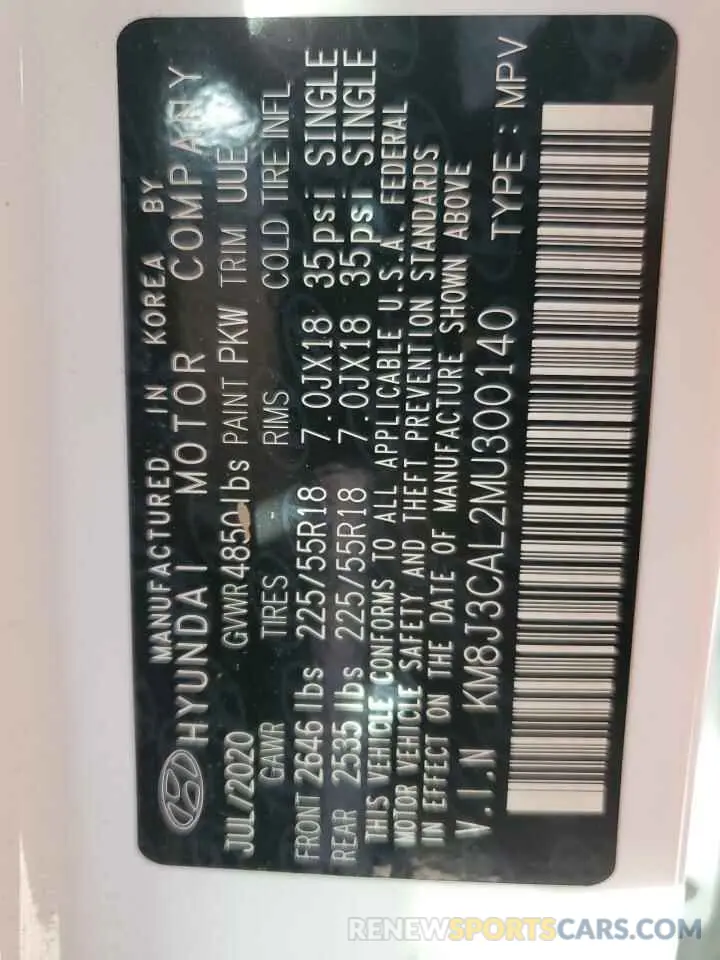 MANUFACTURED IN KOREA BY
HYUNDAI MOTOR COMPANY
JUL/2020 GVWR 4850 lbs PAINT PKW TRIM UUE
GAWR TIRES RIMS COLD TIRE INFL
FRONT 2646 lbs 225/55R18 7.0JX18 35psi SINGLE
REAR 2535 lbs 225/55R18 7.0JX18 35psi SINGLE
THIS VEHICLE CONFORMS TO ALL APPLICABLE U.S.A. FEDERAL
MOTOR VEHICLE SAFETY AND THEFT PREVENTION STANDARDS
IN EFFECT ON THE DATE OF MANUFACTURE SHOWN ABOVE
V.I.N KM8J3CAL2MU300140 TYPE : MPV
RENEWSPORTSCARS.COM